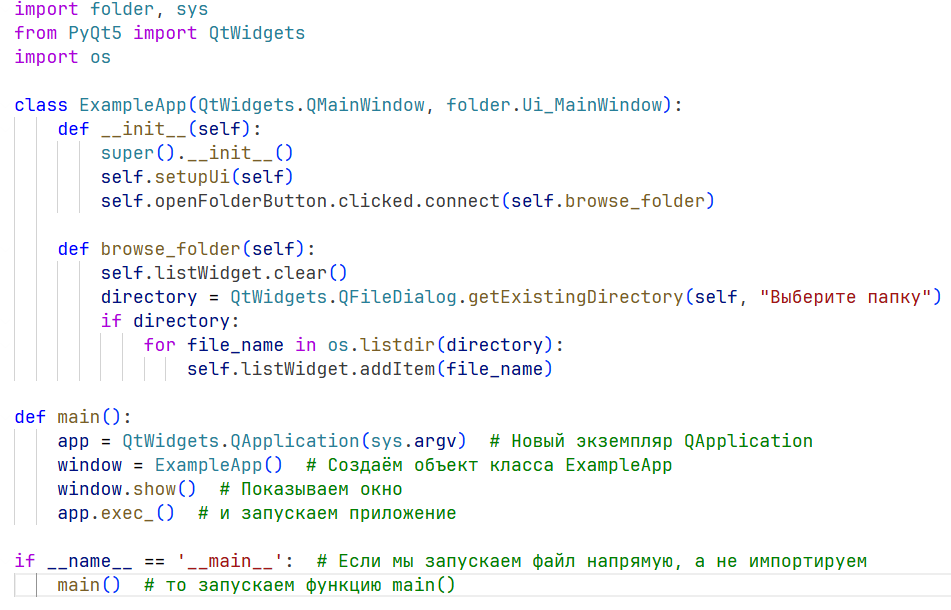 import folder, sys
from PyQt5 import QtWidgets
import os

class ExampleApp(QtWidgets.QMainWindow, folder.Ui_MainWindow):
    def __init__(self):
        super().__init__()
        self.setupUi(self)
        self.openFolderButton.clicked.connect(self.browse_folder)

    def browse_folder(self):
        self.listWidget.clear()
        directory = QtWidgets.QFileDialog.getExistingDirectory(self, "Выберите папку")
        if directory:
            for file_name in os.listdir(directory):
                self.listWidget.addItem(file_name)

def main():
    app = QtWidgets.QApplication(sys.argv)  # Новый экземпляр QApplication
    window = ExampleApp()  # Создаём объект класса ExampleApp
    window.show()  # Показываем окно
    app.exec_()  # и запускаем приложение

if __name__ == '__main__':  # Если мы запускаем файл напрямую, а не импортируем
    main()  # то запускаем функцию main()